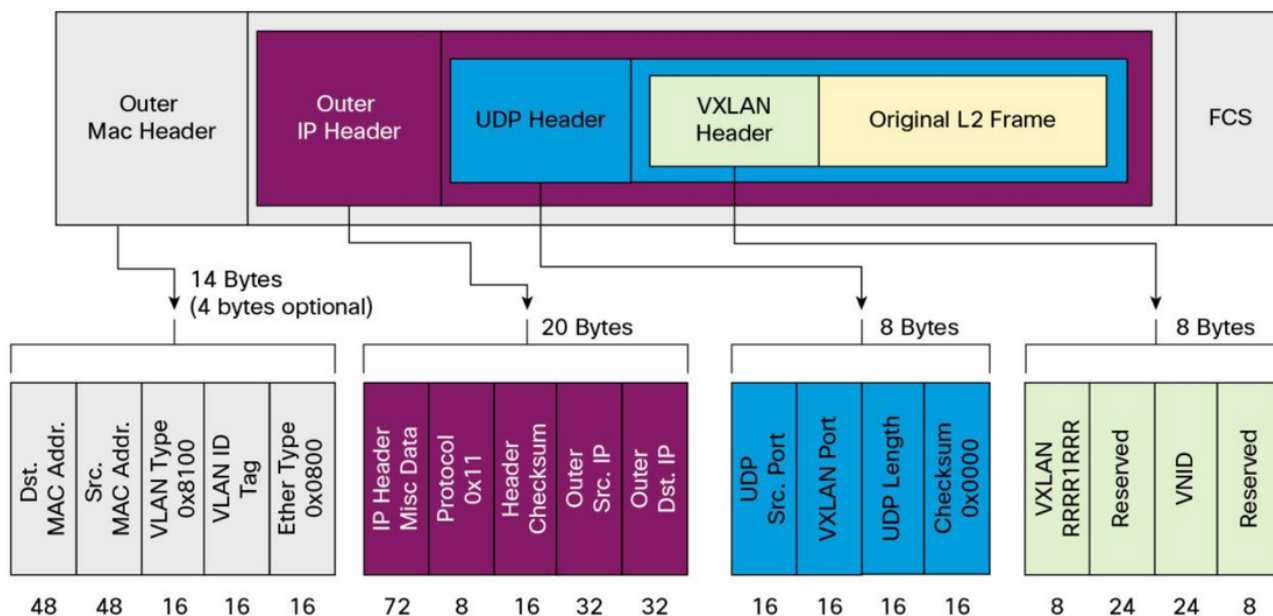 Outer
Mac Header
Outer
IP Header
UDP Header
VXLAN
Header
Original L2 Frame
FCS
14 Bytes
(4 bytes optional)
20 Bytes
8 Bytes
8 Bytes
Dst.
MAC Addr.
Src.
MAC Addr.
VLAN Type
0x8100
VLAN ID
Tag
Ether Type
0x0800
IP Header
Misc Data
Protocol
0x11
Header
Checksum
Outer
Src. IP
Outer
Dst. IP
UDP
Src. Port
VXLAN Port
UDP Length
Checksum
0x0000
VXLAN
RRRR1RRR
Reserved
VNID
Reserved
48 48 16 16 16 72 8 16 32 32 16 16 16 16 8 24 24 8